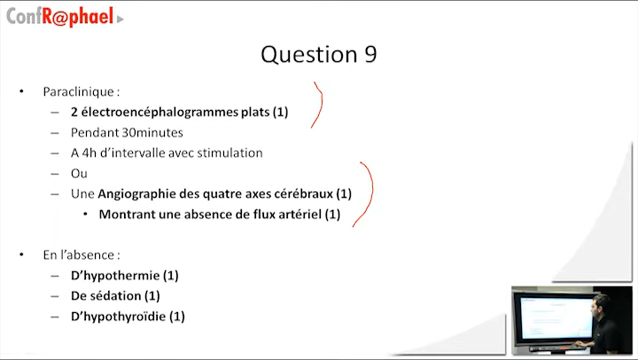 ConfR@phael
Question 9
• Paraclinique :
– 2 électroencéphalogrammes plats (1)
– Pendant 30minutes
– A 4h d'intervalle avec stimulation
– Ou
– Une Angiographie des quatre axes cérébraux (1)
• Montrant une absence de flux artériel (1)
• En l'absence :
– D'hypothermie (1)
– De sédation (1)
– D'hypothyroïdie (1)